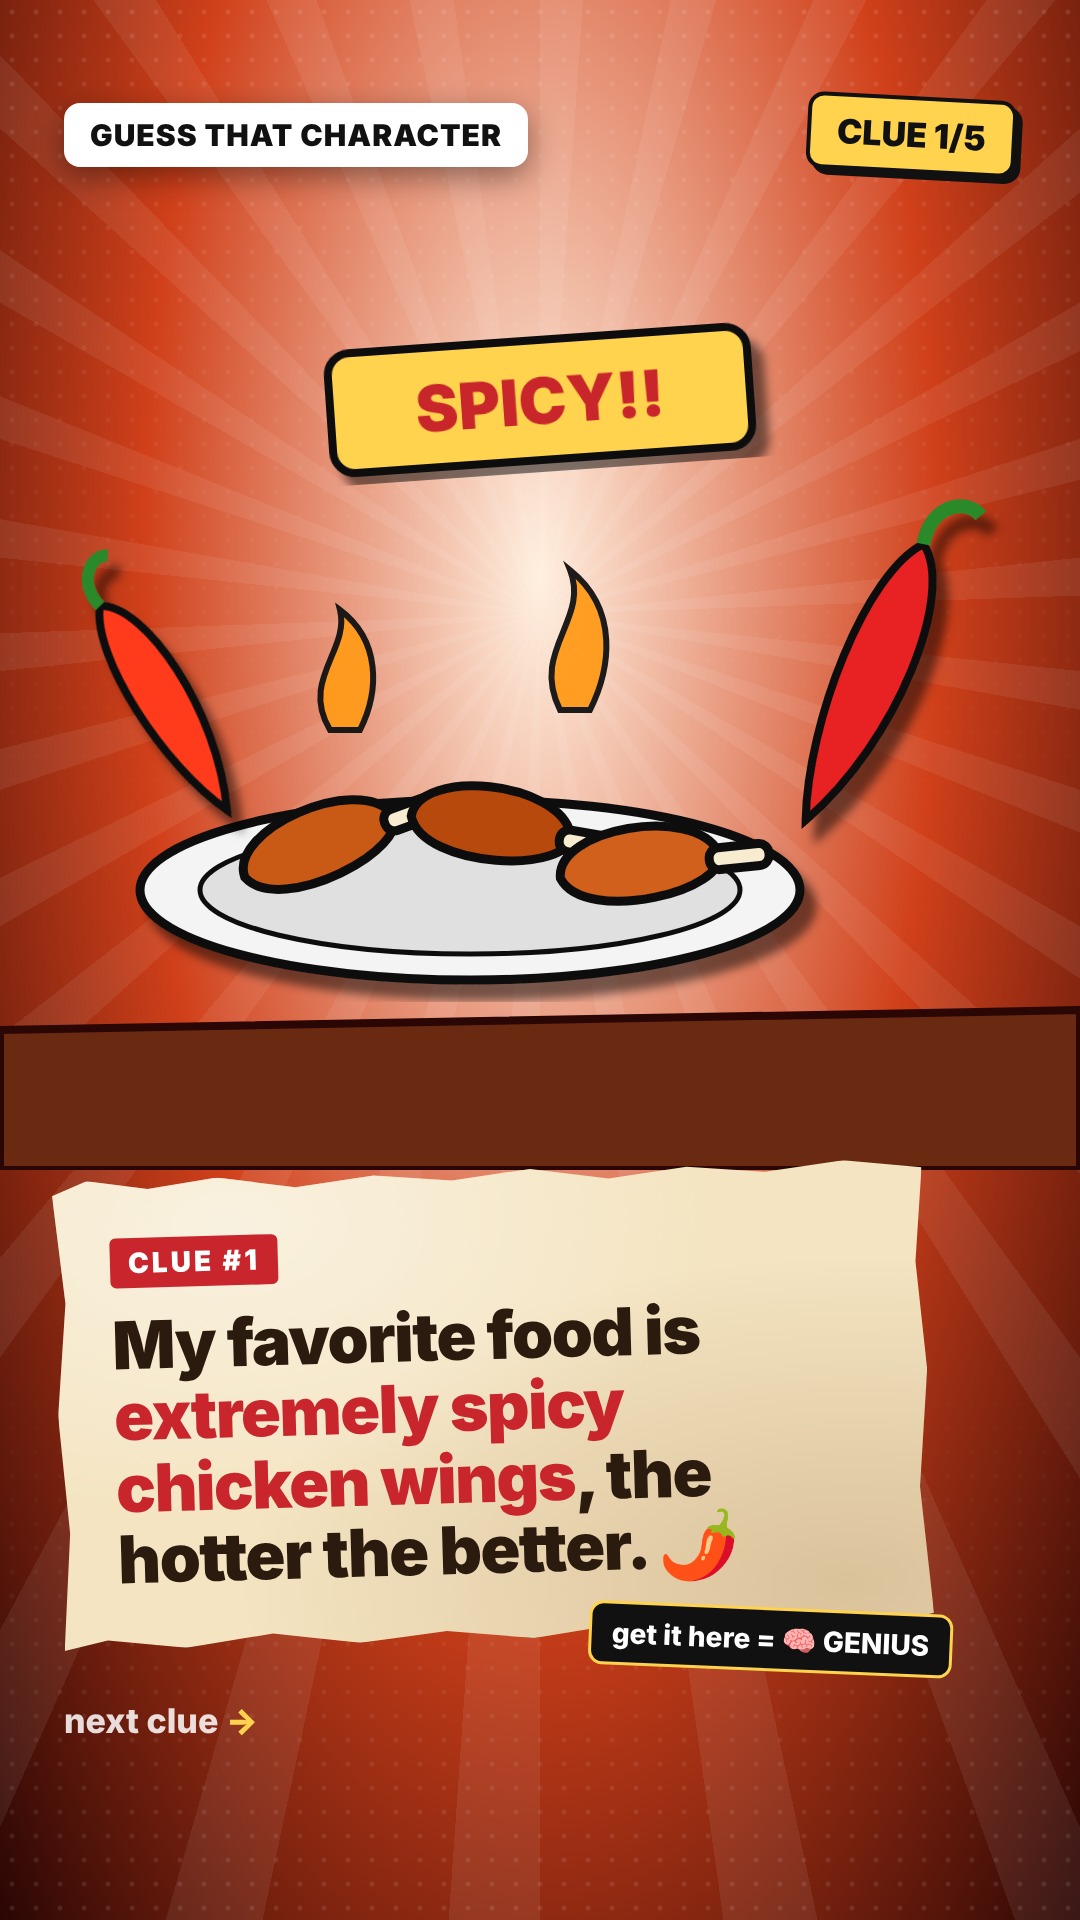 GUESS THAT CHARACTER
CLUE 1/5
SPICY!!
CLUE #1
My favorite food is
extremely spicy
chicken wings, the
hotter the better. 🌶️
get it here = 🧠 GENIUS
next clue →